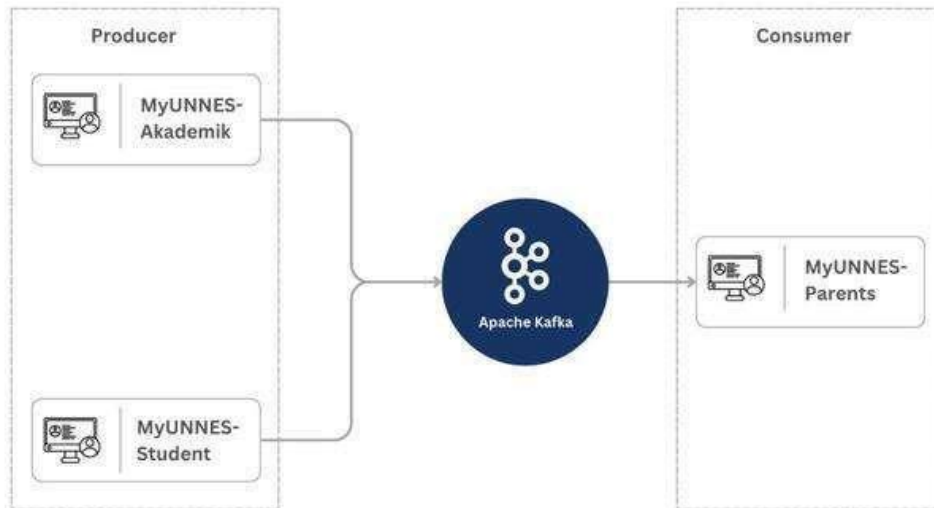 Producer
Consumer
MyUNNES-
Akademik
Apache Kafka
MyUNNES-
Parents
MyUNNES-
Student